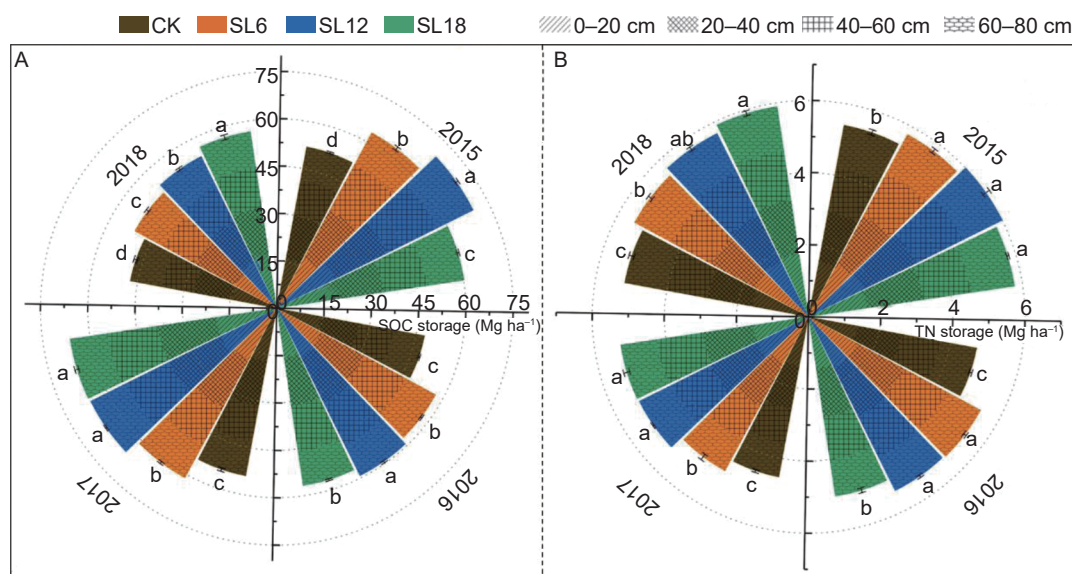 CK SL6 SL12 SL18 0–20 cm 20–40 cm 40–60 cm 60–80 cm
A
75
60
45
30
15
0
0 15 30 45 60 75
SOC storage (Mg ha⁻¹)
2015
d
b
a
c
2016
c
b
a
b
2017
c
b
a
a
2018
d
c
b
a
B
6
4
2
0
0 2 4 6
TN storage (Mg ha⁻¹)
2015
b
a
a
a
2016
c
a
a
b
2017
c
b
a
a
2018
c
b
ab
a